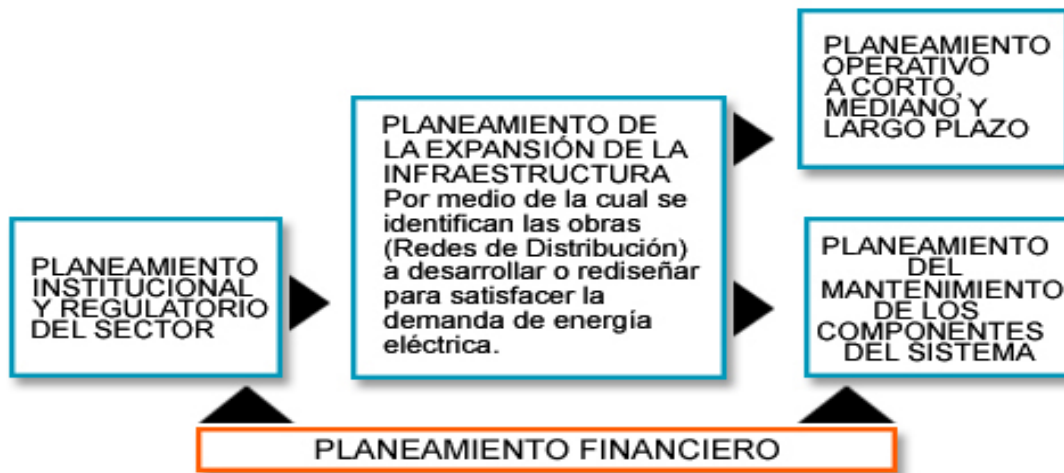 PLANEAMIENTO
INSTITUCIONAL
Y REGULATORIO
DEL SECTOR
PLANEAMIENTO DE
LA EXPANSIÓN DE LA
INFRAESTRUCTURA
Por medio de la cual se
identifican las obras
(Redes de Distribución)
a desarrollar o rediseñar
para satisfacer la
demanda de energía
eléctrica.
PLANEAMIENTO
OPERATIVO
A CORTO,
MEDIANO Y
LARGO PLAZO
PLANEAMIENTO
DEL
MANTENIMIENTO
DE LOS
COMPONENTES
DEL SISTEMA
PLANEAMIENTO FINANCIERO